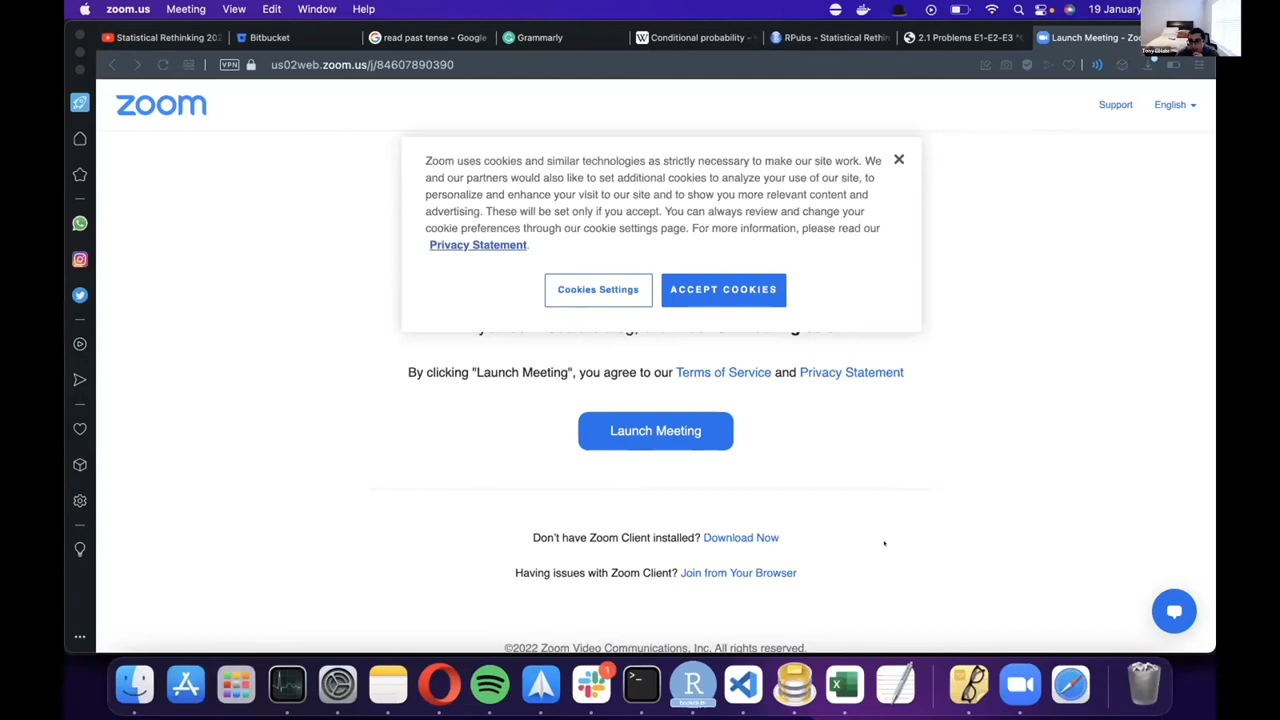 zoom.us Meeting View Edit Window Help
19 January
Statistical Rethinking 202
Bitbucket
read past tense - Google
Grammarly
Conditional probability -
RPubs - Statistical Rethin
2.1 Problems E1-E2-E3
Launch Meeting - Zoo
VPN
us02web.zoom.us/j/84607890390
zoom
Support
English
Zoom uses cookies and similar technologies as strictly necessary to make our site work. We
and our partners would also like to set additional cookies to analyze your use of our site, to
personalize and enhance your visit to our site and to show you more relevant content and
advertising. These will be set only if you accept. You can always review and change your
cookie preferences through our cookie settings page. For more information, please read our
Privacy Statement.
Cookies Settings
ACCEPT COOKIES
By clicking "Launch Meeting", you agree to our Terms of Service and Privacy Statement
Launch Meeting
Don't have Zoom Client installed? Download Now
Having issues with Zoom Client? Join from Your Browser
©2022 Zoom Video Communications, Inc. All rights reserved.
1
R